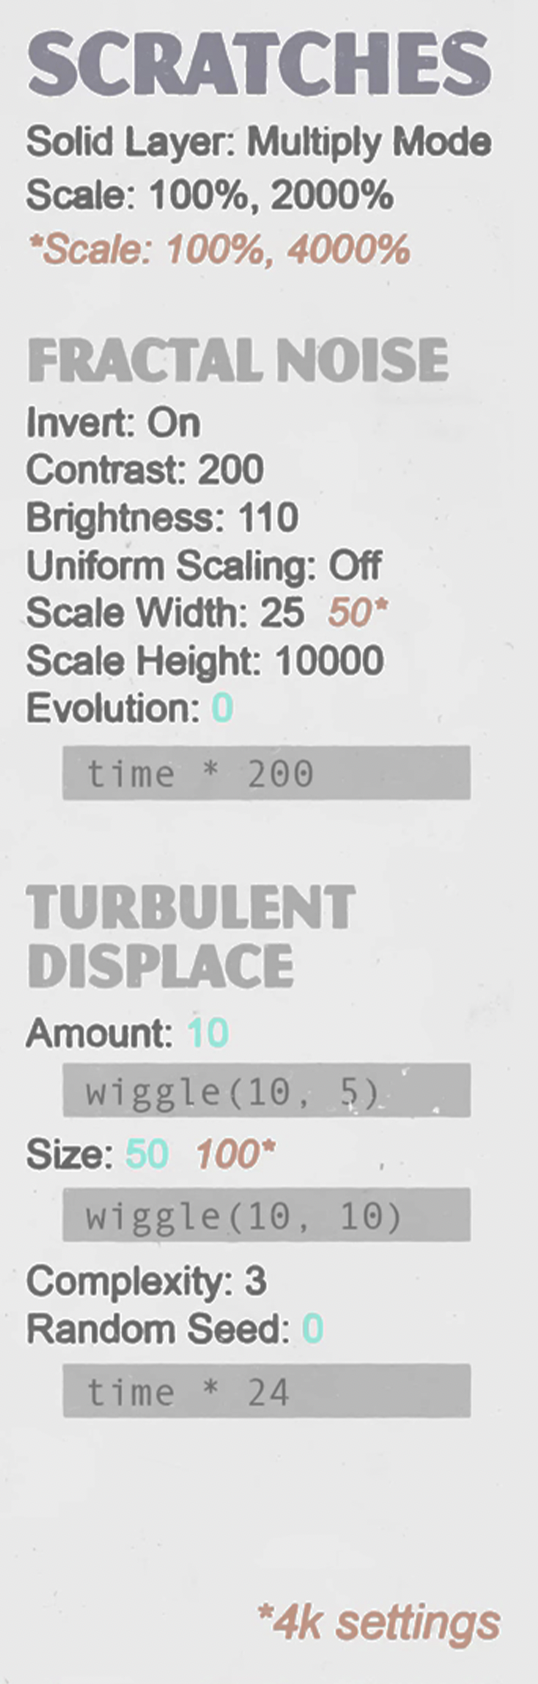 SCRATCHES
Solid Layer: Multiply Mode
Scale: 100%, 2000%
*Scale: 100%, 4000%
FRACTAL NOISE
Invert: On
Contrast: 200
Brightness: 110
Uniform Scaling: Off
Scale Width: 25 50*
Scale Height: 10000
Evolution: 0
time * 200
TURBULENT
DISPLACE
Amount: 10
wiggle(10, 5)
Size: 50 100*
wiggle(10, 10)
Complexity: 3
Random Seed: 0
time * 24
*4k settings